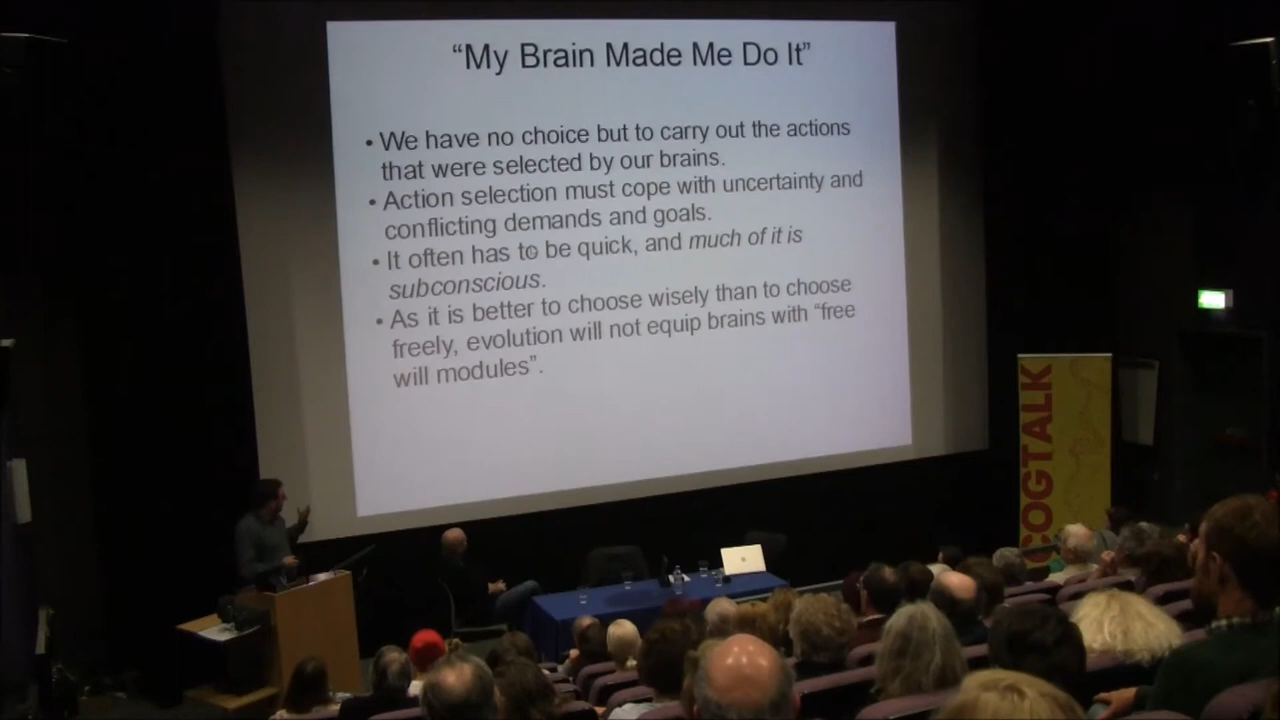 “My Brain Made Me Do It”
• We have no choice but to carry out the actions
that were selected by our brains.
• Action selection must cope with uncertainty and
conflicting demands and goals.
• It often has to be quick, and much of it is
subconscious.
• As it is better to choose wisely than to choose
freely, evolution will not equip brains with “free
will modules”.
COGTALK